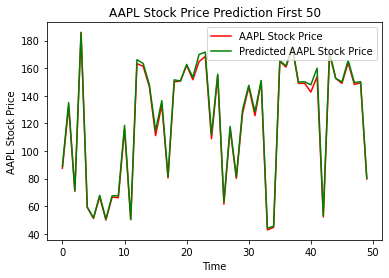 AAPL Stock Price Prediction First 50
AAPL Stock Price
Predicted AAPL Stock Price
AAPL Stock Price
180
160
140
120
100
80
60
40
0 10 20 30 40 50
Time